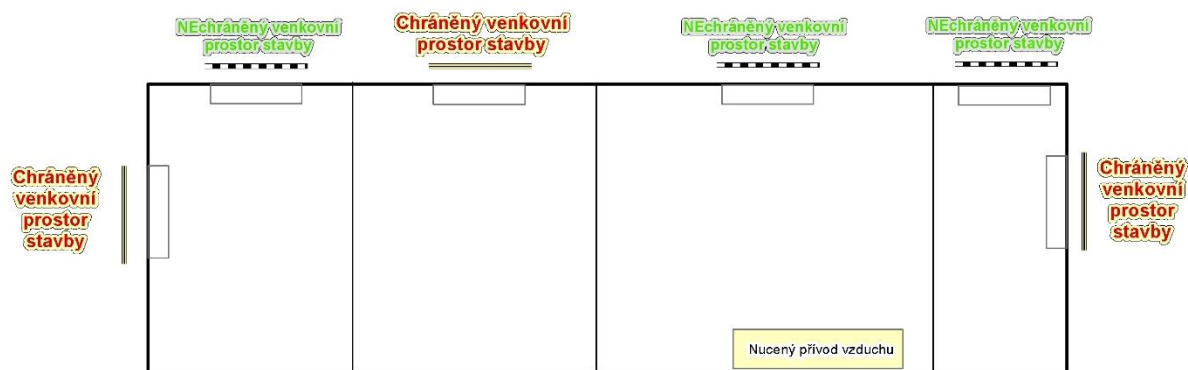 NEchráněný venkovní
prostor stavby
Chráněný venkovní
prostor stavby
NEchráněný venkovní
prostor stavby
NEchráněný venkovní
prostor stavby
Chráněný
venkovní
prostor
stavby
Chráněný
venkovní
prostor
stavby
Nucený přívod vzduchu